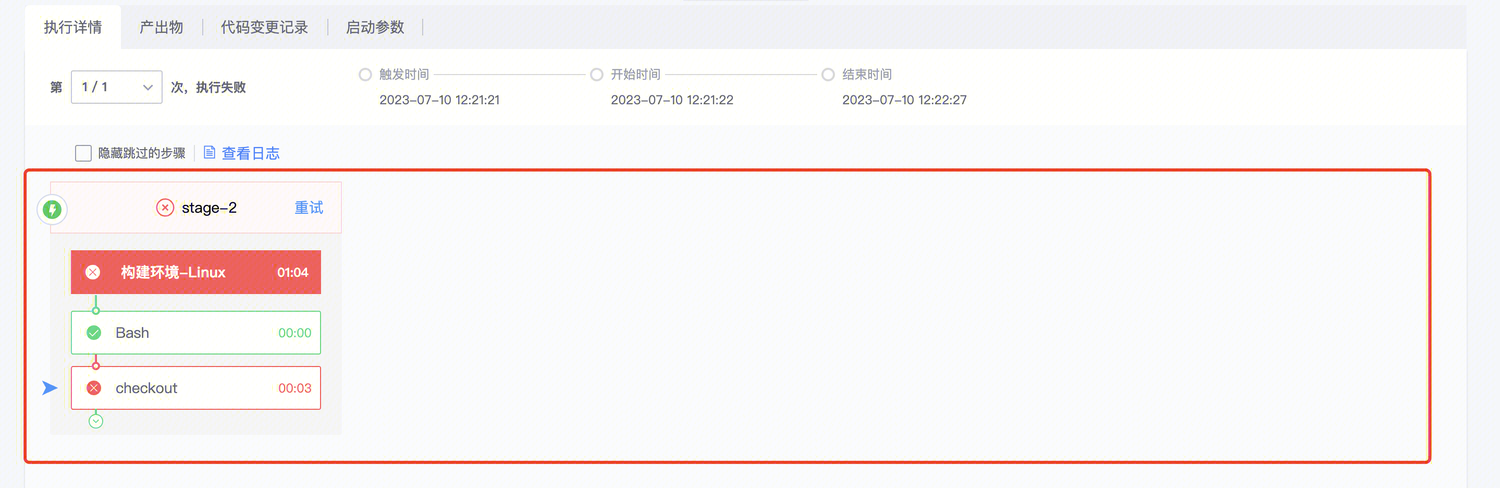 执行详情 产出物 代码变更记录 启动参数
第 1 / 1 次，执行失败
触发时间 开始时间 结束时间
2023-07-10 12:21:21 2023-07-10 12:21:22 2023-07-10 12:22:27
隐藏跳过的步骤 查看日志
stage-2 重试
构建环境-Linux 01:04
Bash 00:00
checkout 00:03